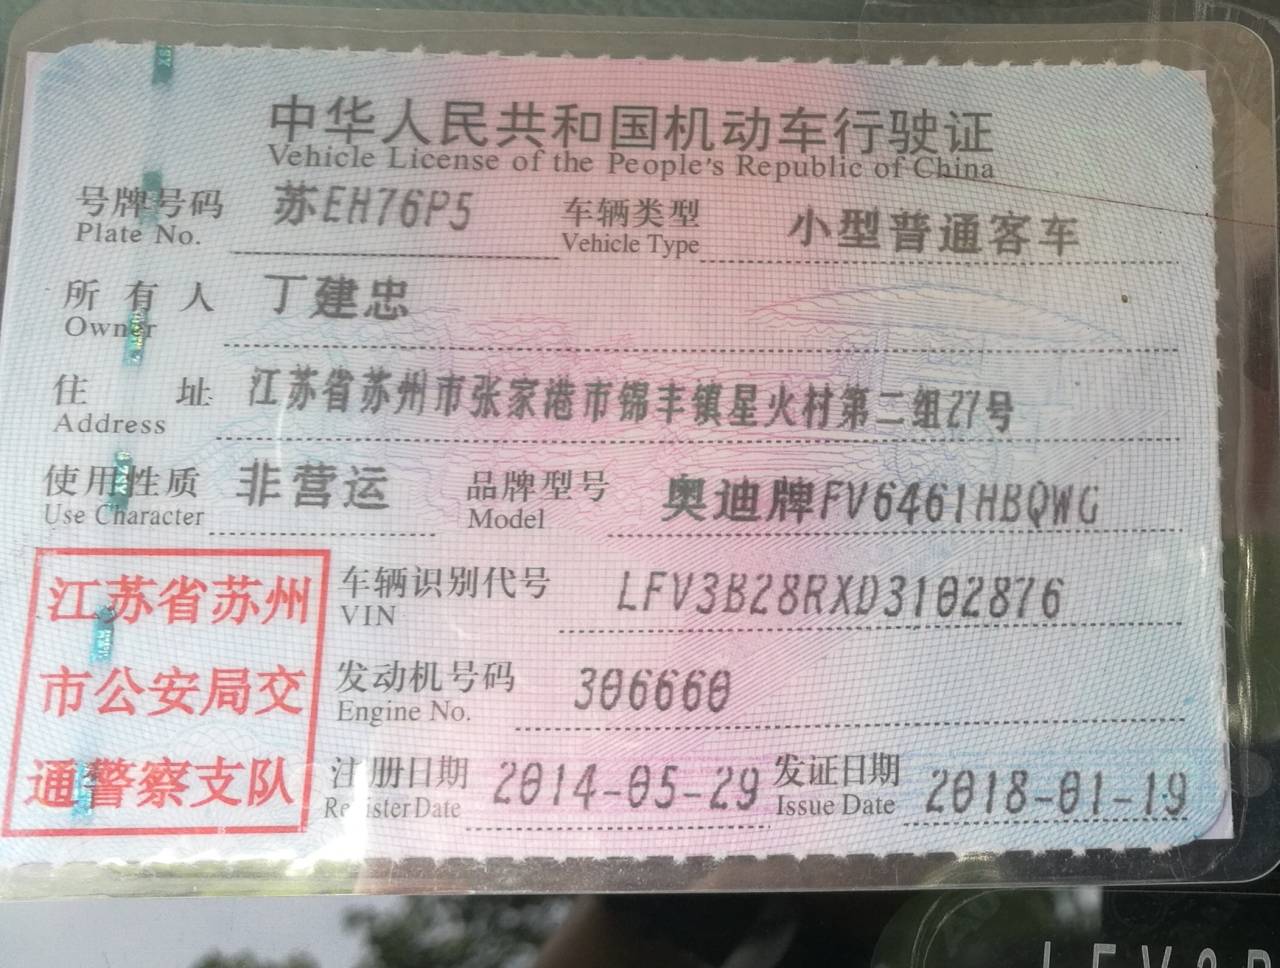 中华人民共和国机动车行驶证
Vehicle License of the People's Republic of China
号牌号码 苏EH76P5 车辆类型 小型普通客车
Plate No. Vehicle Type
所有人 丁建忠
Owner
住址 江苏省苏州市张家港市锦丰镇星火村第二组27号
Address
使用性质 非营运 品牌型号 奥迪牌FV6461HBQWG
Use Character Model
江苏省苏州
市公安局交
通警察支队
车辆识别代号 LFV3B28RXD3102876
VIN
发动机号码 306660
Engine No.
注册日期 2014-05-29 发证日期 2018-01-19
Register Date Issue Date